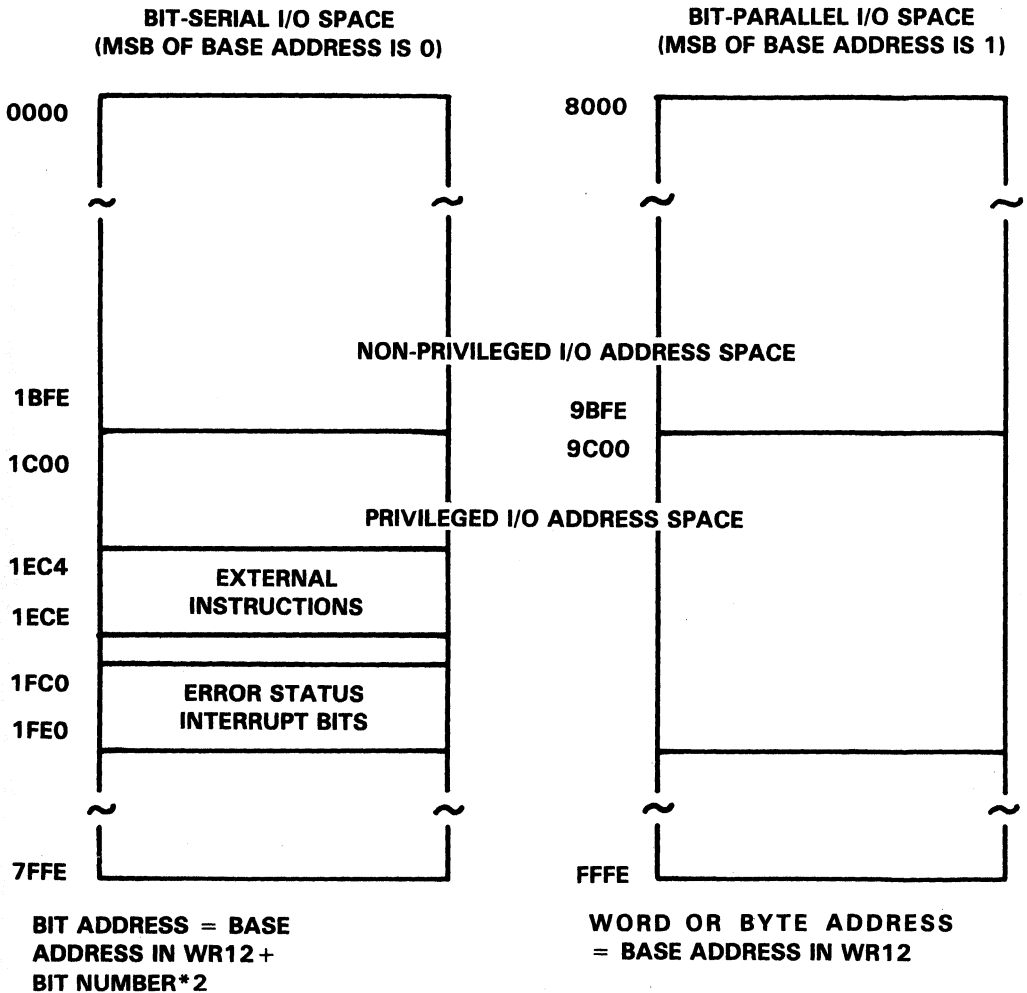 BIT-SERIAL I/O SPACE
(MSB OF BASE ADDRESS IS 0)
BIT-PARALLEL I/O SPACE
(MSB OF BASE ADDRESS IS 1)
0000
8000
NON-PRIVILEGED I/O ADDRESS SPACE
1BFE
9BFE
1C00
9C00
PRIVILEGED I/O ADDRESS SPACE
1EC4
EXTERNAL
INSTRUCTIONS
1ECE
1FC0
ERROR STATUS
INTERRUPT BITS
1FE0
7FFE
FFFE
BIT ADDRESS = BASE
ADDRESS IN WR12+
BIT NUMBER*2
WORD OR BYTE ADDRESS
= BASE ADDRESS IN WR12